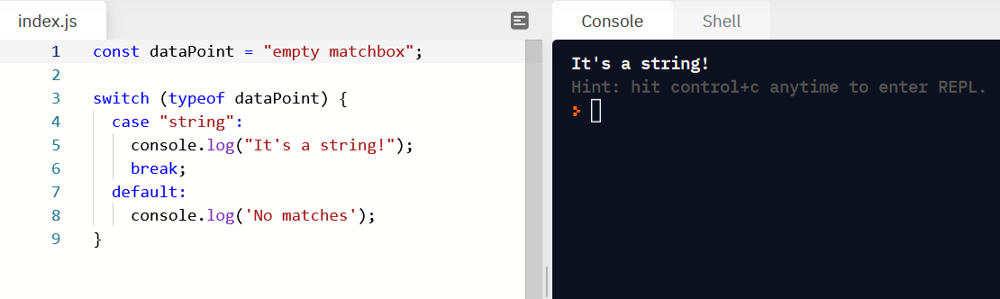 index.js
1 const dataPoint = "empty matchbox";
2
3 switch (typeof dataPoint) {
4   case "string":
5     console.log("It's a string!");
6     break;
7   default:
8     console.log('No matches');
9 }
Console Shell
It's a string!
Hint: hit control+c anytime to enter REPL.
>